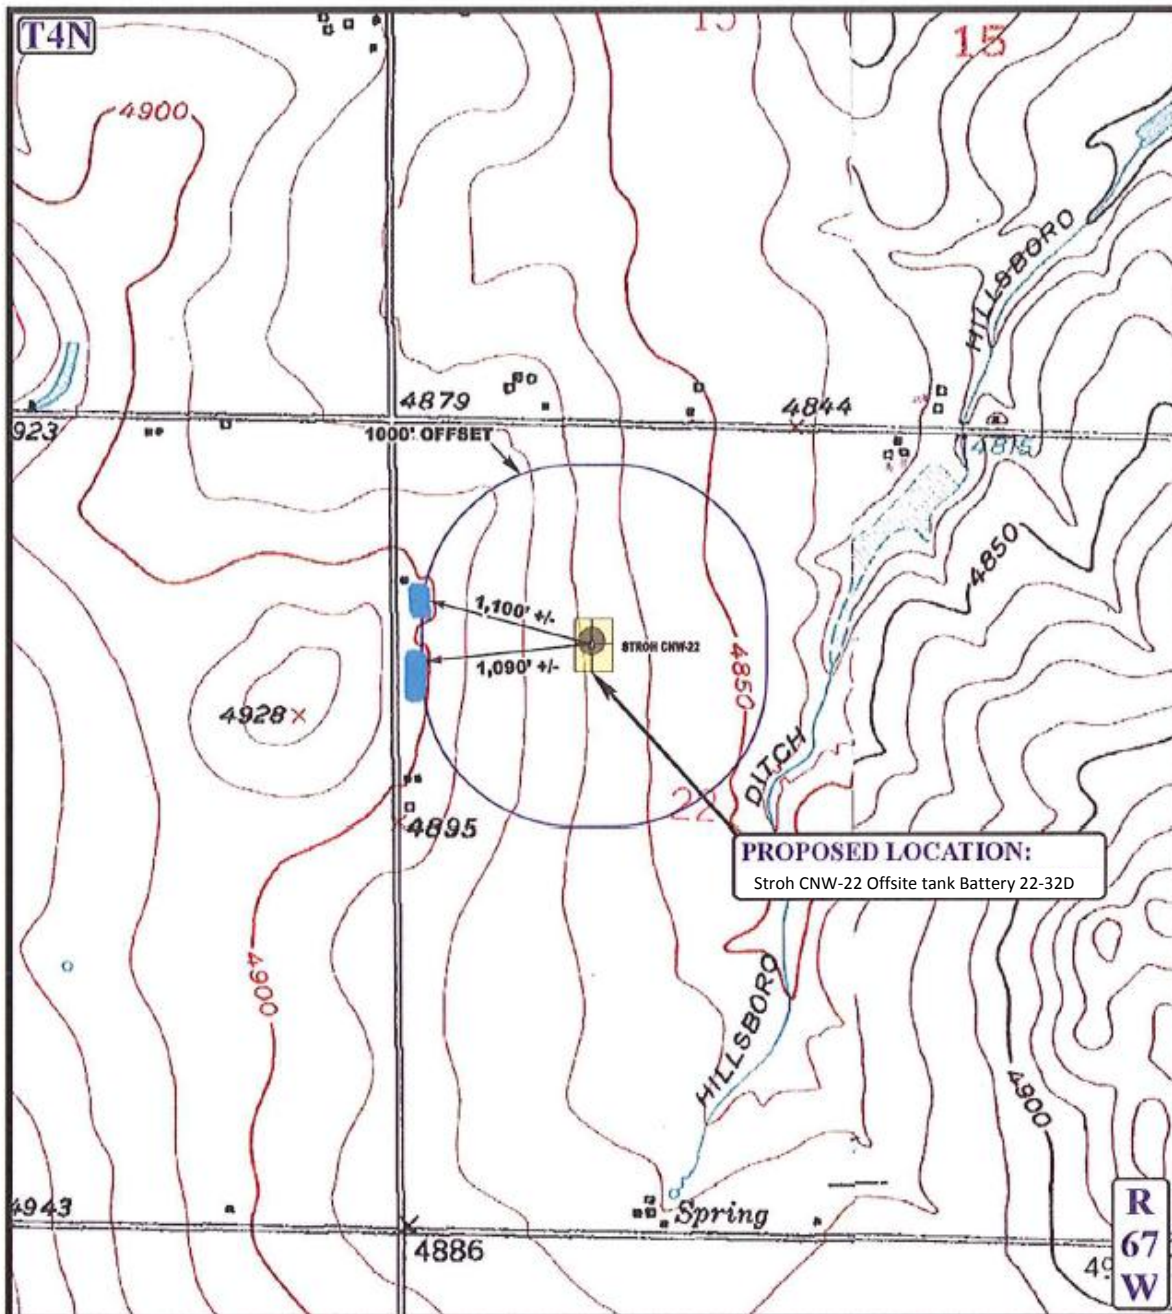 T4N
15
15
4900
HILLSBORO
4879
4844
923
1000' OFFSET
4815
4850
1,100' +/-
STROH CNW-22
1,090' +/-
4850
4928
DITCH
22
4895
PROPOSED LOCATION:
Stroh CNW-22 Offsite tank Battery 22-32D
4900
HILLSBORO
4900
4943
Spring
4886
49
R
67
W